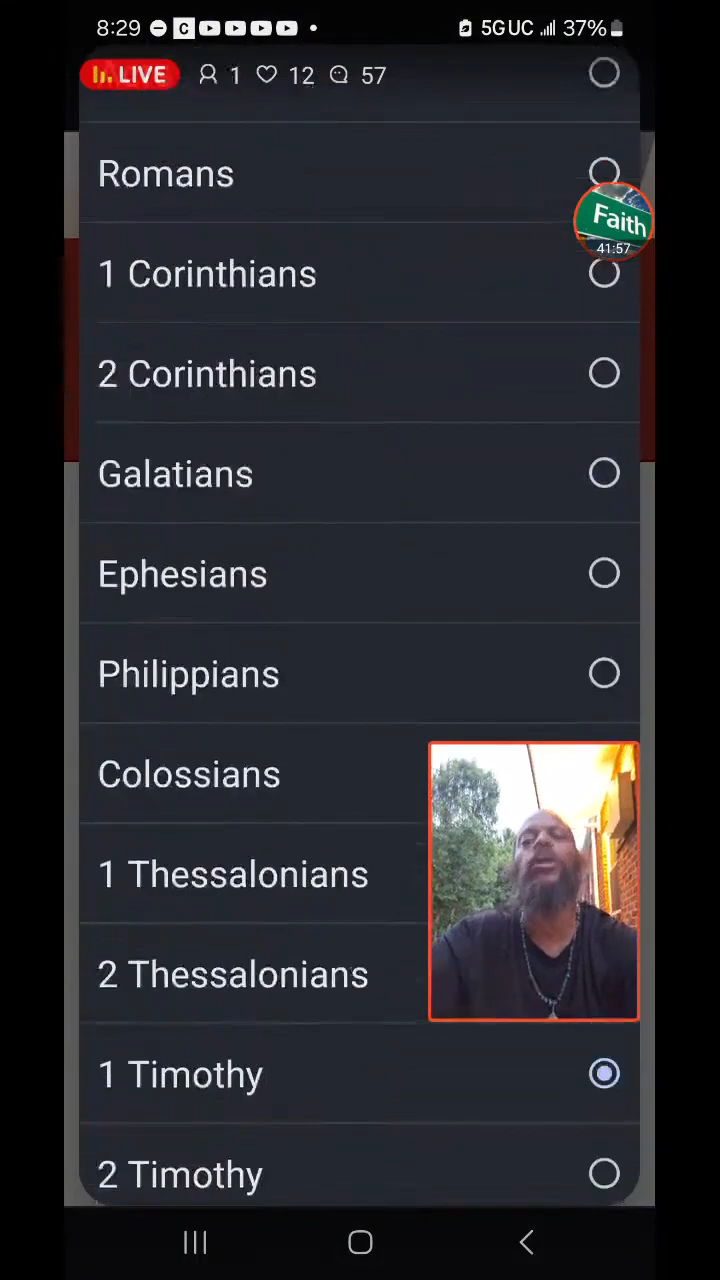 8:29 C 5GUC 37%
LIVE 1 12 57
Romans
Faith
41:57
1 Corinthians
2 Corinthians
Galatians
Ephesians
Philippians
Colossians
1 Thessalonians
2 Thessalonians
1 Timothy
2 Timothy